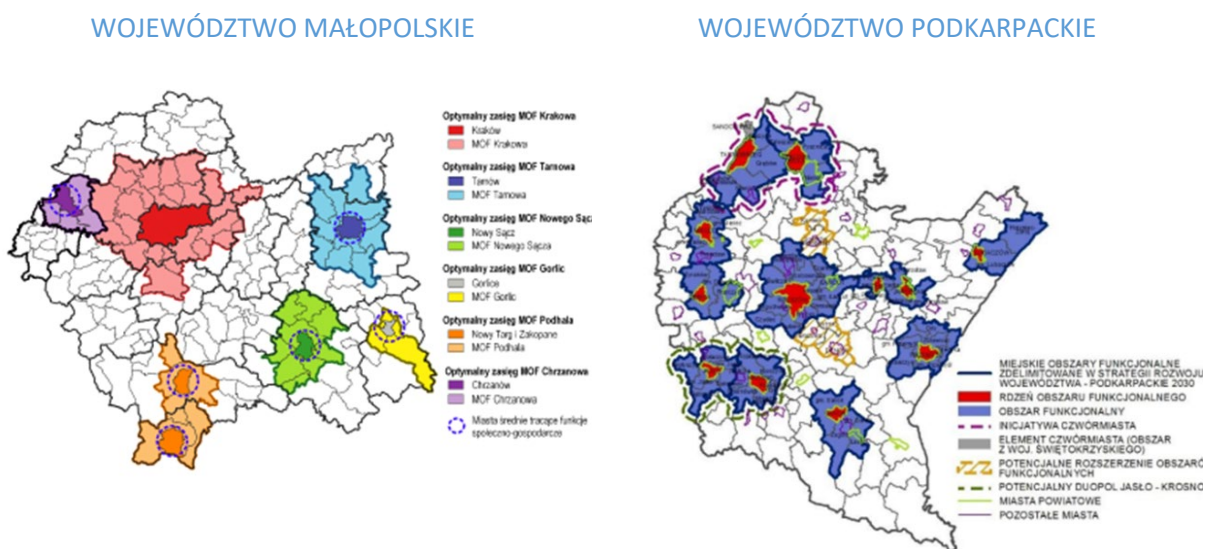 WOJEWÓDZTWO MAŁOPOLSKIE
WOJEWÓDZTWO PODKARPACKIE
Optymalny zasięg MOF Krakowa
Kraków
MOF Krakowa
Optymalny zasięg MOF Tarnowa
Tarnów
MOF Tarnowa
Optymalny zasięg MOF Nowego Sąc
Nowy Sącz
MOF Nowego Sącza
Optymalny zasięg MOF Gorlic
Gorlice
MOF Gorlic
Optymalny zasięg MOF Podhala
Nowy Targ i Zakopane
MOF Podhala
Optymalny zasięg MOF Chrzanowa
Chrzanów
MOF Chrzanowa
Miasta średnie tracące funkcje
społeczno-gospodarcze
MIEJSKIE OBSZARY FUNKCJONALNE
ZDELIMITOWANE W STRATEGII ROZWOJU
WOJEWÓDZTWA - PODKARPACKIE 2030
RDZEŃ OBSZARU FUNKCJONALNEGO
OBSZAR FUNKCJONALNY
INICJATYWA CZWÓRMIASTA
ELEMENT CZWÓRMIASTA (OBSZAR
Z WOJ. ŚWIĘTOKRZYSKIEGO)
POTENCJALNE ROZSZERZENIE OBSZARÓ
FUNKCJONALNYCH
POTENCJALNY DUOPOL JASŁO - KROSNO
MIASTA POWIATOWE
POZOSTAŁE MIASTA